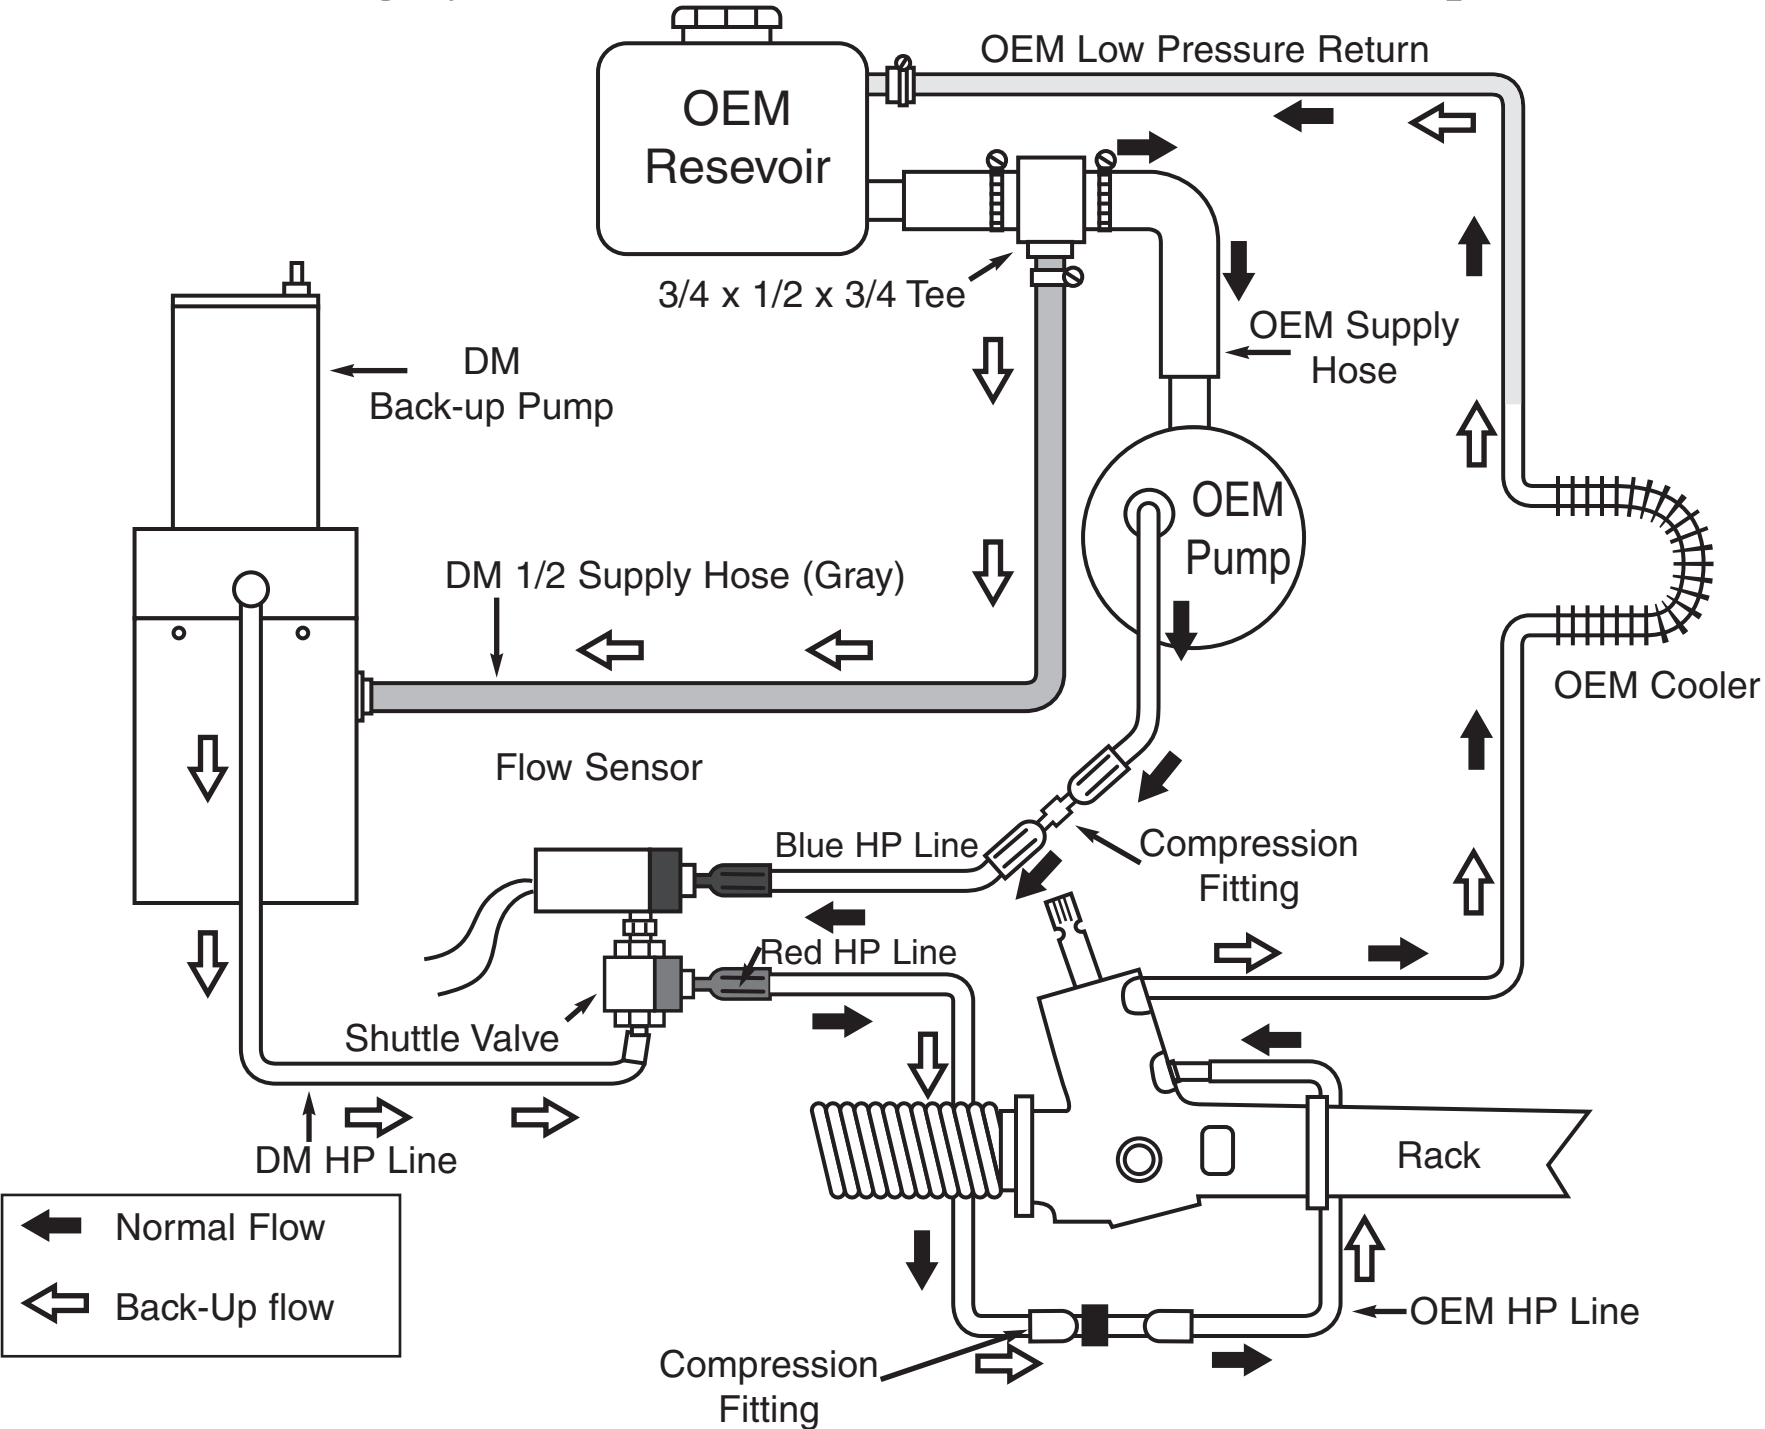 OEM Low Pressure Return
OEM
Resevoir
3/4 x 1/2 x 3/4 Tee
OEM Supply
Hose
DM
Back-up Pump
OEM
Pump
DM 1/2 Supply Hose (Gray)
OEM Cooler
Flow Sensor
Blue HP Line
Compression
Fitting
Red HP Line
Shuttle Valve
DM HP Line
Rack
Normal Flow
Back-Up flow
OEM HP Line
Compression
Fitting